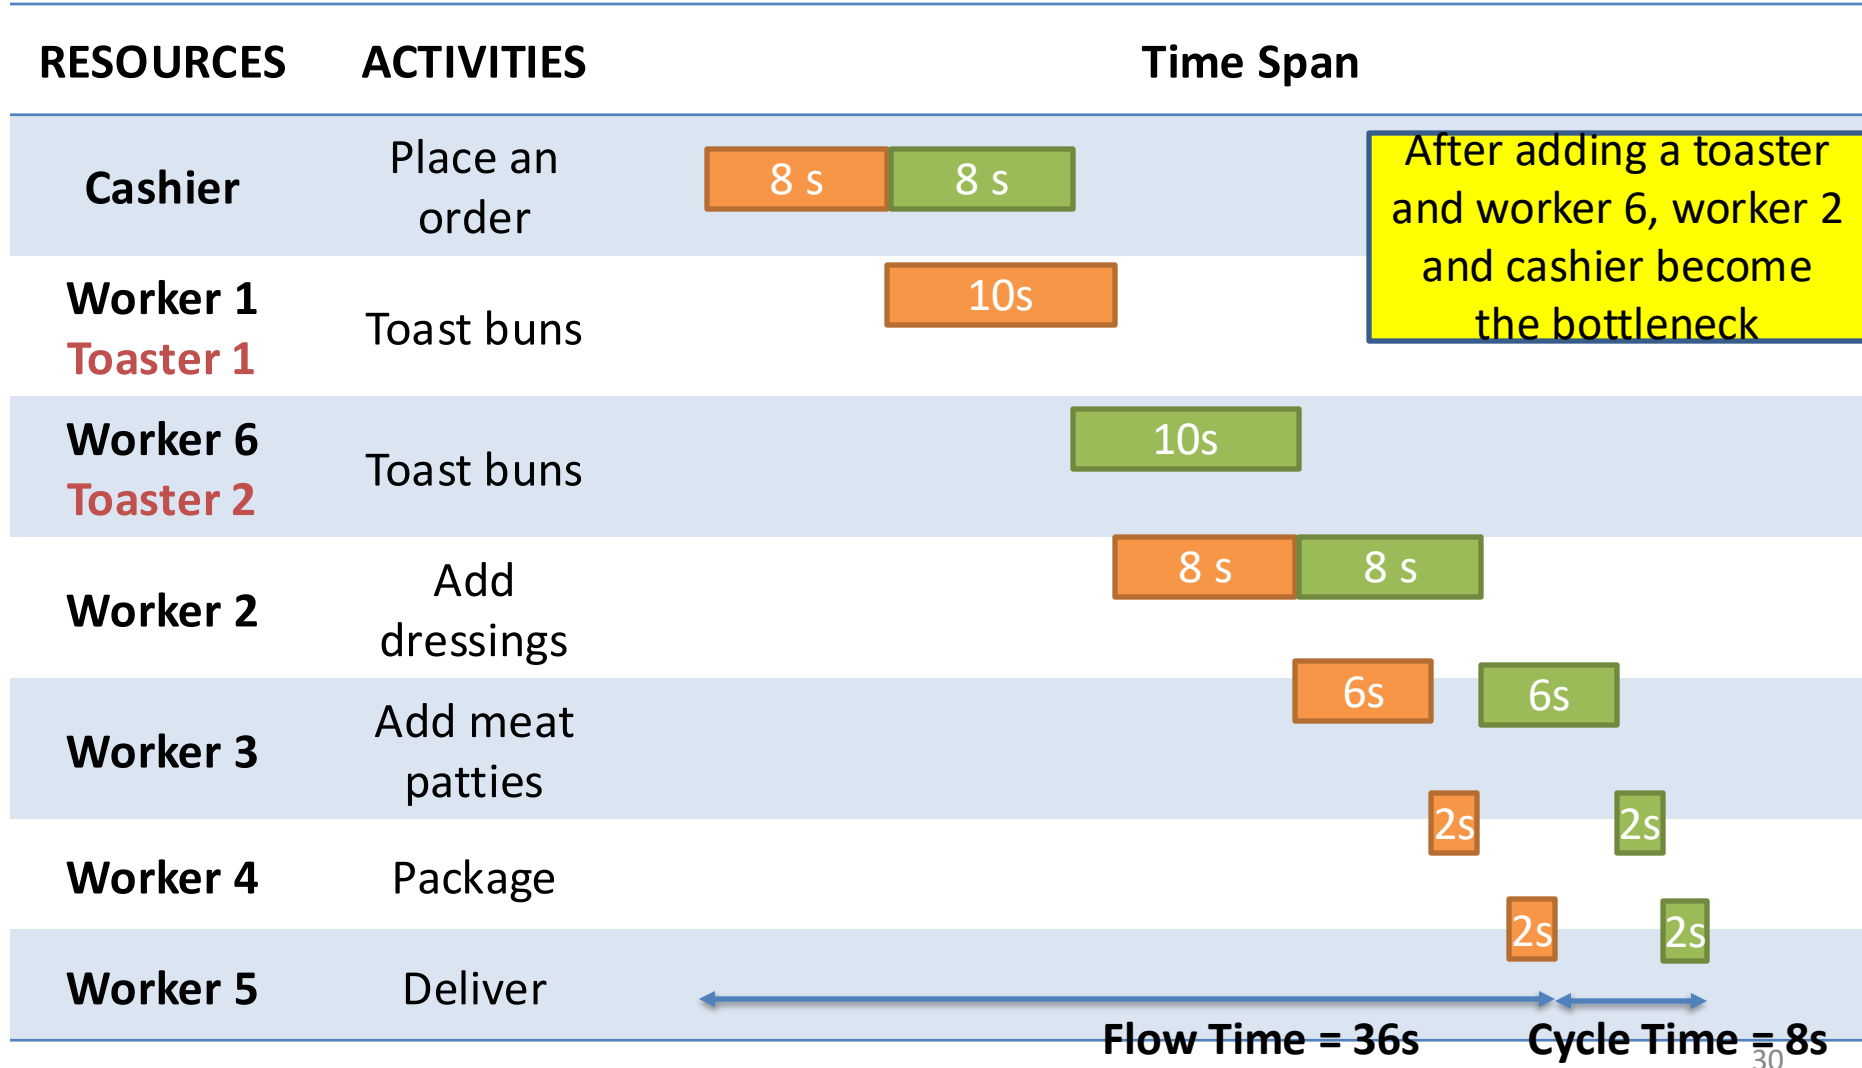 RESOURCES ACTIVITIES Time Span
Cashier
Place an
order
8 s 8 s
After adding a toaster
and worker 6, worker 2
and cashier become
the bottleneck
Worker 1
Toaster 1
Toast buns
10s
Worker 6
Toaster 2
Toast buns
10s
Worker 2
Add
dressings
8 s 8 s
Worker 3
Add meat
patties
6s 6s
Worker 4
Package
2s 2s
Worker 5
Deliver
2s 2s
Flow Time = 36s Cycle Time = 8s
30